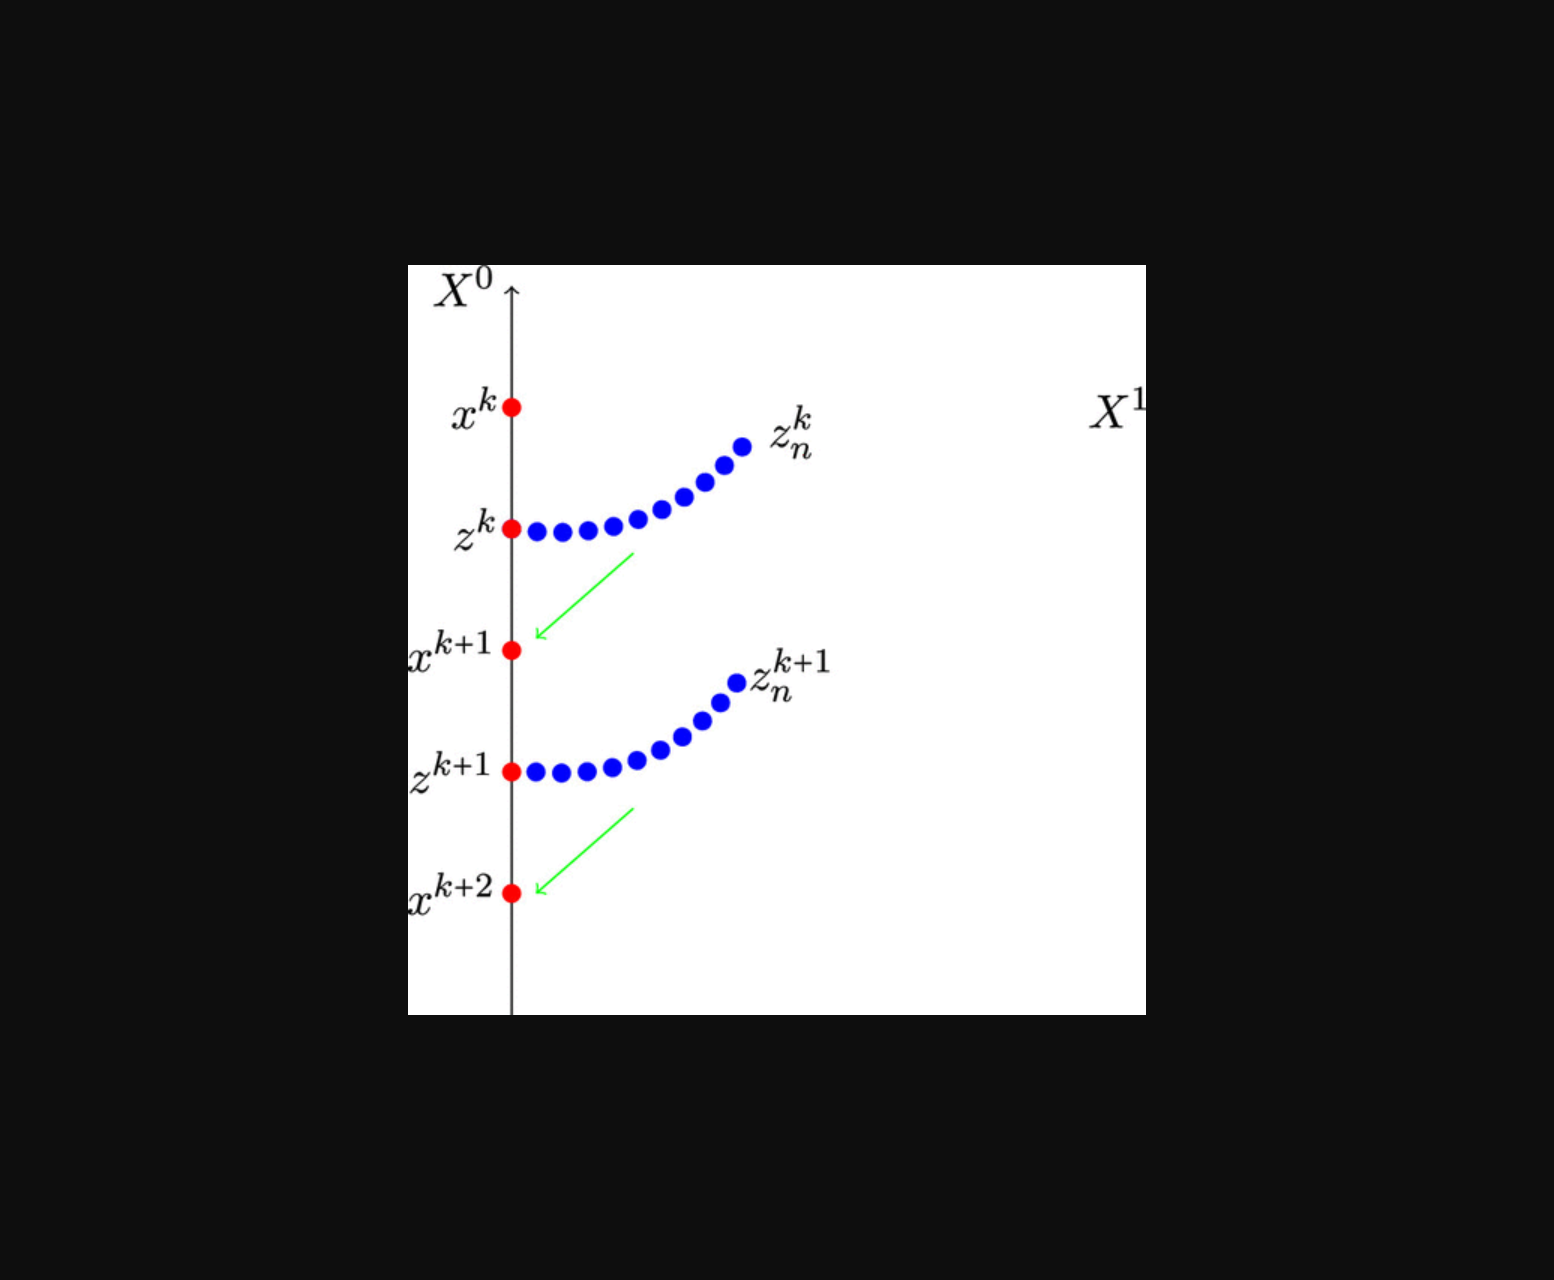 X^0
x^k
X^1
z_n^k
z^k
x^{k+1}
z_n^{k+1}
z^{k+1}
x^{k+2}